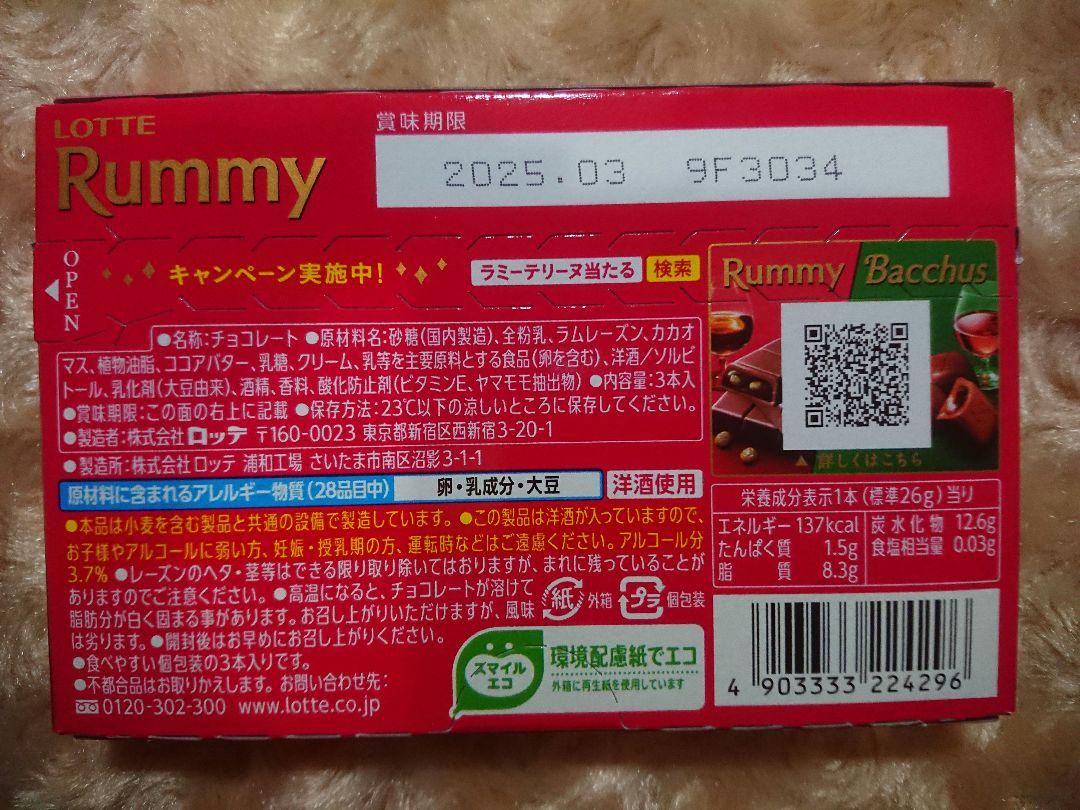 LOTTE
Rummy
賞味期限
2025.03 9F3034
OPEN
キャンペーン実施中!
ラミーテリーヌ当たる 検索
Rummy Bacchus
▲詳しくはこちら
●名称:チョコレート ●原材料名:砂糖(国内製造)、全粉乳、ラムレーズン、カカオ
マス、植物油脂、ココアバター、乳糖、クリーム、乳等を主要原料とする食品(卵を含む)、洋酒/ソルビ
トール、乳化剤(大豆由来)、酒精、香料、酸化防止剤(ビタミンE、ヤマモモ抽出物) ●内容量:3本入
●賞味期限:この面の右上に記載 ●保存方法:23℃以下の涼しいところに保存してください。
●製造者:株式会社ロッテ 〒160-0023 東京都新宿区西新宿3-20-1
●製造所:株式会社ロッテ 浦和工場 さいたま市南区沼影3-1-1
原材料に含まれるアレルギー物質(28品目中) 卵・乳成分・大豆 洋酒使用
●本品は小麦を含む製品と共通の設備で製造しています。 ●この製品は洋酒が入っていますので、
お子様やアルコールに弱い方、妊娠・授乳期の方、運転時などはご遠慮ください。アルコール分
3.7% ●レーズンのヘタ・茎等はできる限り取り除いてはおりますが、まれに残っていることが
ありますのでご注意ください。 ●高温になると、チョコレートが溶けて
脂肪分が白く固まる事があります。お召し上がりいただけますが、風味
は劣ります。●開封後はお早めにお召し上がりください。
●食べやすい個包装の3本入りです。
●不都合品はお取りかえします。お問い合わせ先:
0120-302-300 www.lotte.co.jp
紙 外箱 プラ 個包装
スマイル
エコ
環境配慮紙でエコ
外箱に再生紙を使用しています
栄養成分表示1本(標準26g)当り
エネルギー 137kcal 炭水化物 12.6g
たんぱく質 1.5g 食塩相当量 0.03g
脂質 8.3g
4 903333 224296